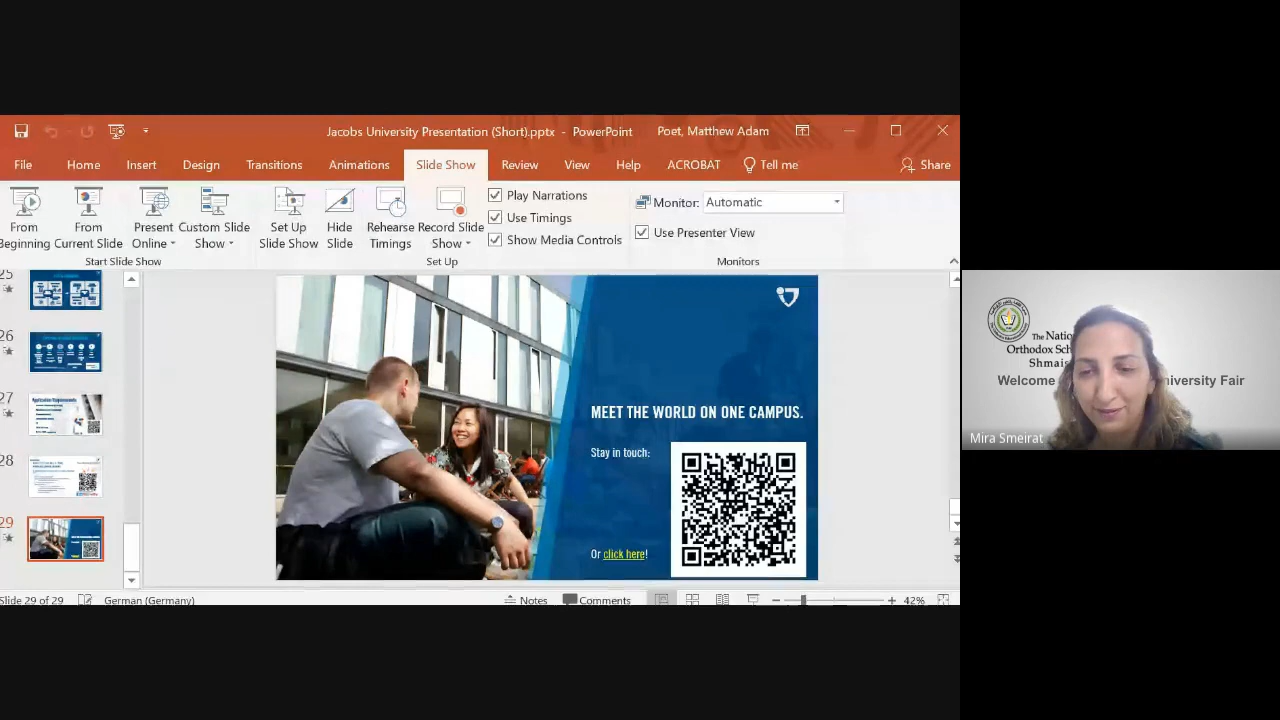 Jacobs University Presentation (Short).pptx - PowerPoint
Poet, Matthew Adam
File Home Insert Design Transitions Animations Slide Show Review View Help ACROBAT Tell me Share
From Beginning
From Current Slide
Present Online
Custom Slide Show
Set Up Slide Show
Hide Slide
Rehearse Timings
Record Slide Show
Play Narrations
Use Timings
Show Media Controls
Monitor: Automatic
Use Presenter View
Start Slide Show
Set Up
Monitors
25
26
27
Application Requirements
28
29
MEET THE WORLD ON ONE CAMPUS.
Stay in touch:
Or click here!
Slide 29 of 29 German (Germany) Notes Comments 42%
The
Orthodox
Welcome
Fair
Mira Smeirat